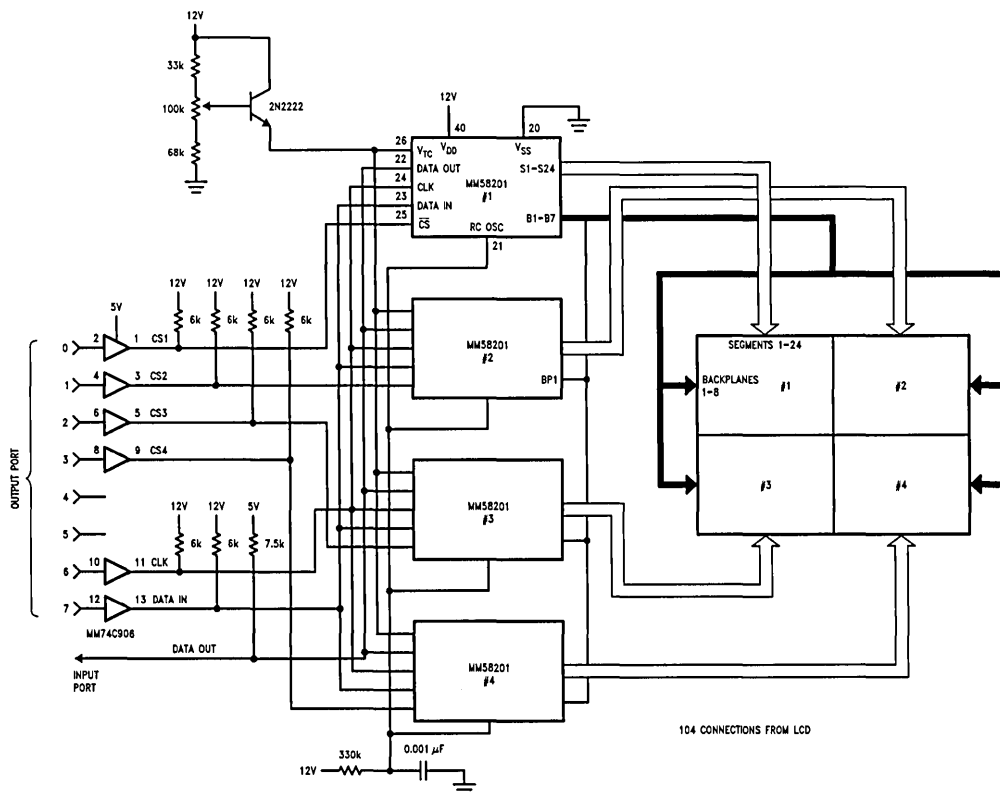 12V
33k
100k
2N2222
68k
12V
40
20
26
22
24
23
25
VTC
VDD
VSS
DATA OUT
CLK
DATA IN
CS
S1-S24
MM58201
#1
B1-B7
RC OSC
21
12V
12V
12V
12V
5V
6k
6k
6k
6k
OUTPUT PORT
0
2
1
CS1
1
4
3
CS2
2
6
5
CS3
3
8
9
CS4
4
5
12V
12V
5V
6k
6k
7.5k
6
10
11
CLK
7
12
13
DATA IN
MM74C906
DATA OUT
INPUT
PORT
MM58201
#2
BP1
MM58201
#3
MM58201
#4
SEGMENTS 1-24
BACKPLANES
1-8
#1
#2
#3
#4
104 CONNECTIONS FROM LCD
330k
0.001 μF
12V